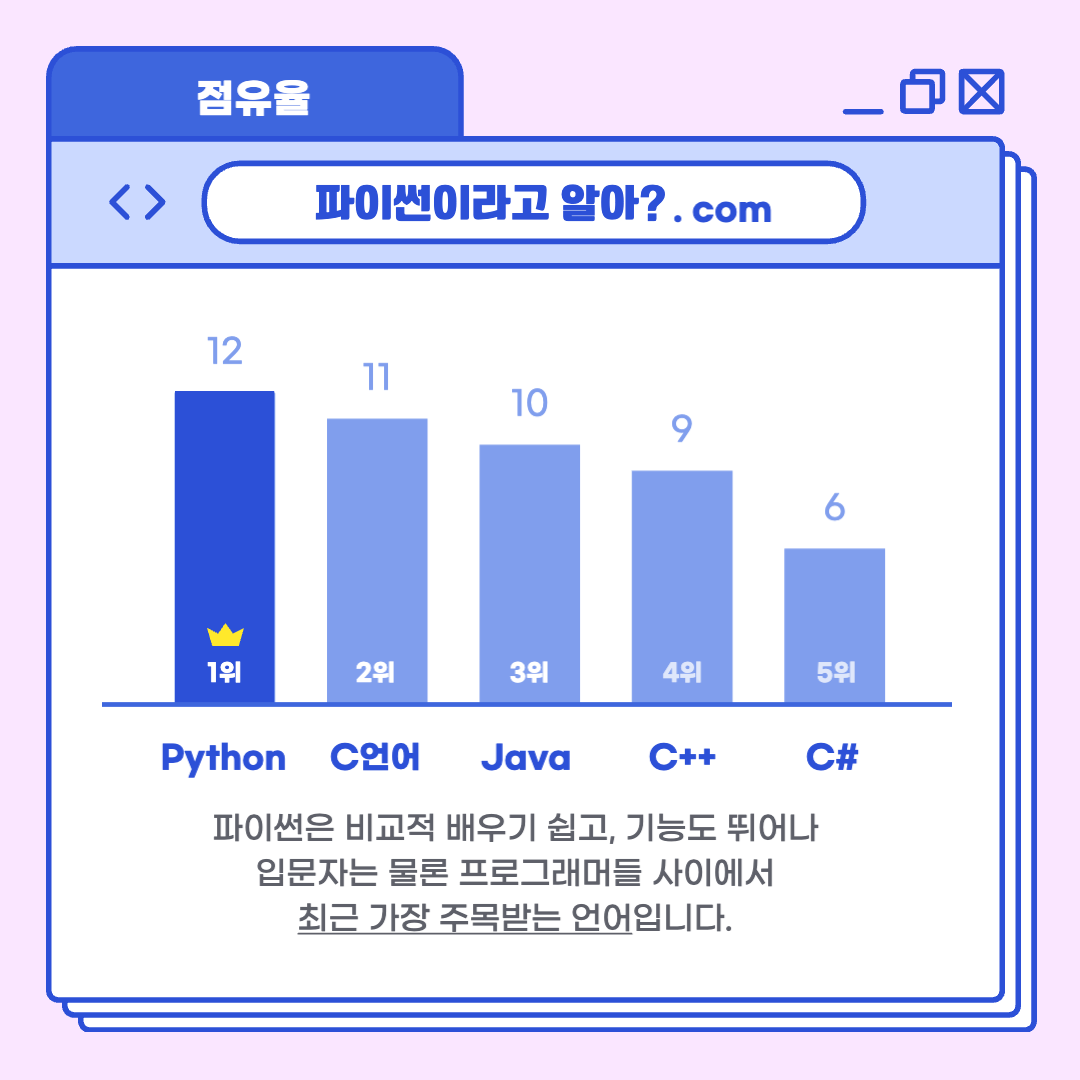 점유율
파이썬이라고 알아? . com
12
11
10
9
6
1위
2위
3위
4위
5위
Python
C언어
Java
C++
C#
파이썬은 비교적 배우기 쉽고, 기능도 뛰어나
입문자는 물론 프로그래머들 사이에서
최근 가장 주목받는 언어입니다.